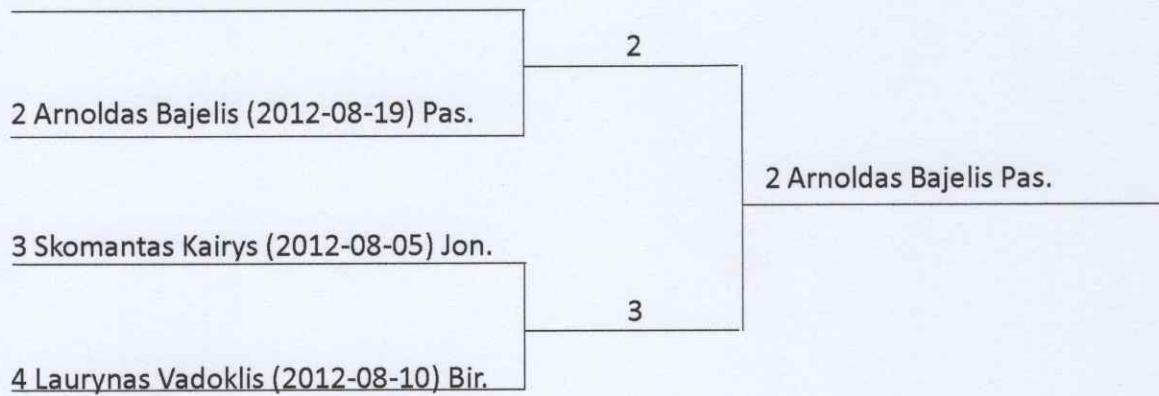 2
2 Arnoldas Bajelis (2012-08-19) Pas.
2 Arnoldas Bajelis Pas.
3 Skomantas Kairys (2012-08-05) Jon.
3
4 Laurynas Vadoklis (2012-08-10) Bir.